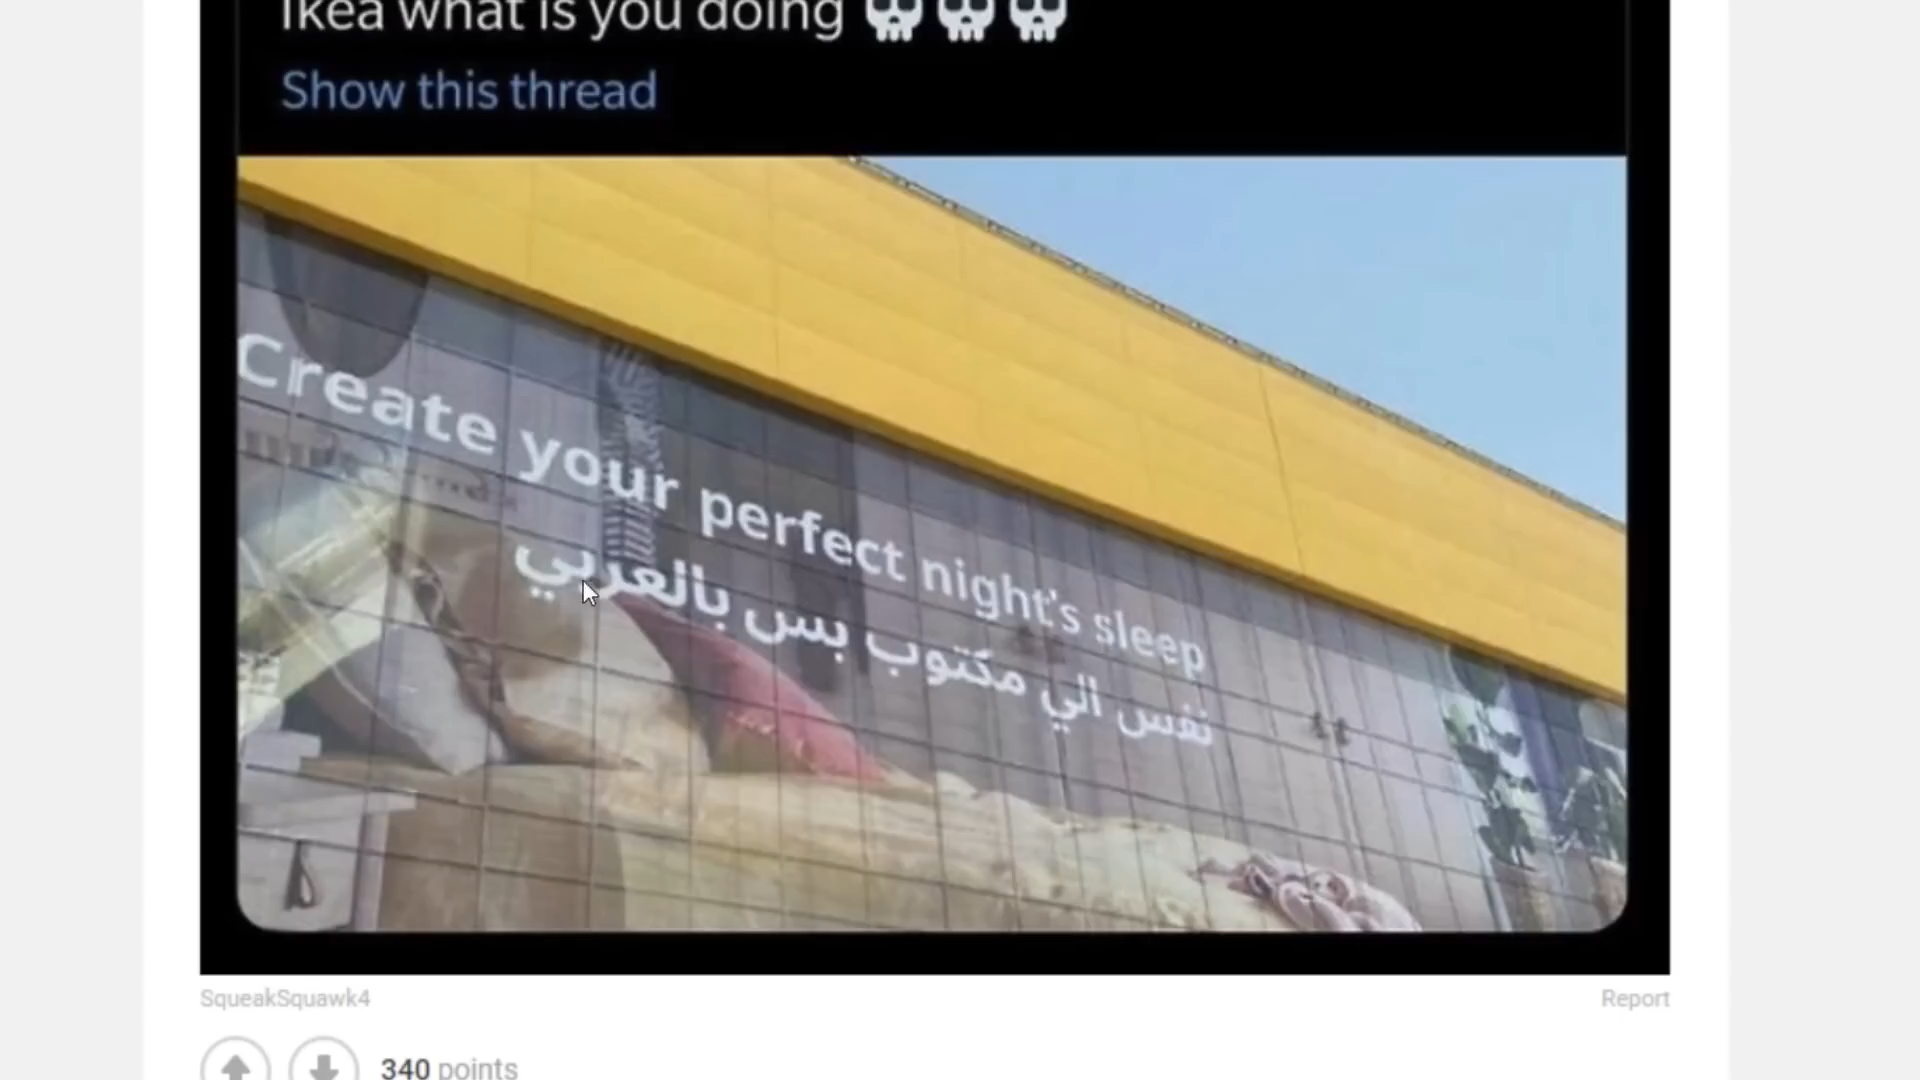 Ikea what is you doing 💀💀💀
Show this thread
Create your perfect night's sleep
نفس الي مكتوب بس بالعربي
SqueakSquawk4
Report
340 points